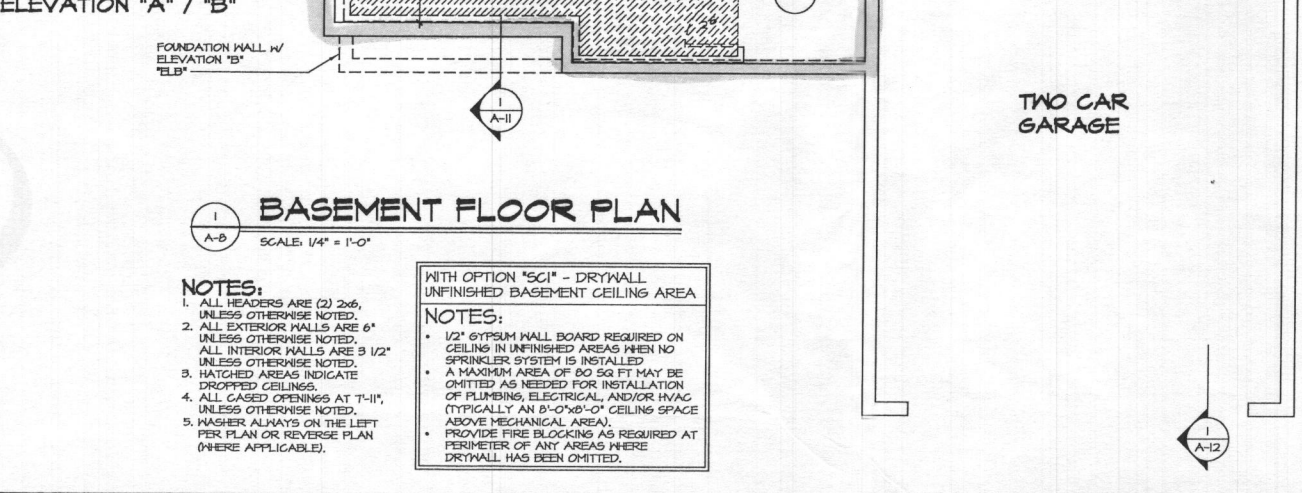 ELEVATION "A" / "B"
FOUNDATION WALL W/
ELEVATION "B"
"ELB"
1
A-11
TWO CAR
GARAGE
1
A-8
BASEMENT FLOOR PLAN
SCALE: 1/4" = 1'-0"
NOTES:
1. ALL HEADERS ARE (2) 2x6,
UNLESS OTHERWISE NOTED.
2. ALL EXTERIOR WALLS ARE 6"
UNLESS OTHERWISE NOTED.
ALL INTERIOR WALLS ARE 3 1/2"
UNLESS OTHERWISE NOTED.
3. HATCHED AREAS INDICATE
DROPPED CEILINGS.
4. ALL CASED OPENINGS AT 7'-11",
UNLESS OTHERWISE NOTED.
5. WASHER ALWAYS ON THE LEFT
PER PLAN OR REVERSE PLAN
(WHERE APPLICABLE).
WITH OPTION "SCI" - DRYWALL
UNFINISHED BASEMENT CEILING AREA
NOTES:
• 1/2" GYPSUM WALL BOARD REQUIRED ON
CEILING IN UNFINISHED AREAS WHEN NO
SPRINKLER SYSTEM IS INSTALLED
• A MAXIMUM AREA OF 80 SQ FT MAY BE
OMITTED AS NEEDED FOR INSTALLATION
OF PLUMBING, ELECTRICAL, AND/OR HVAC
(TYPICALLY AN 8'-0"x8'-0" CEILING SPACE
ABOVE MECHANICAL AREA).
• PROVIDE FIRE BLOCKING AS REQUIRED AT
PERIMETER OF ANY AREAS WHERE
DRYWALL HAS BEEN OMITTED.
1
A-12